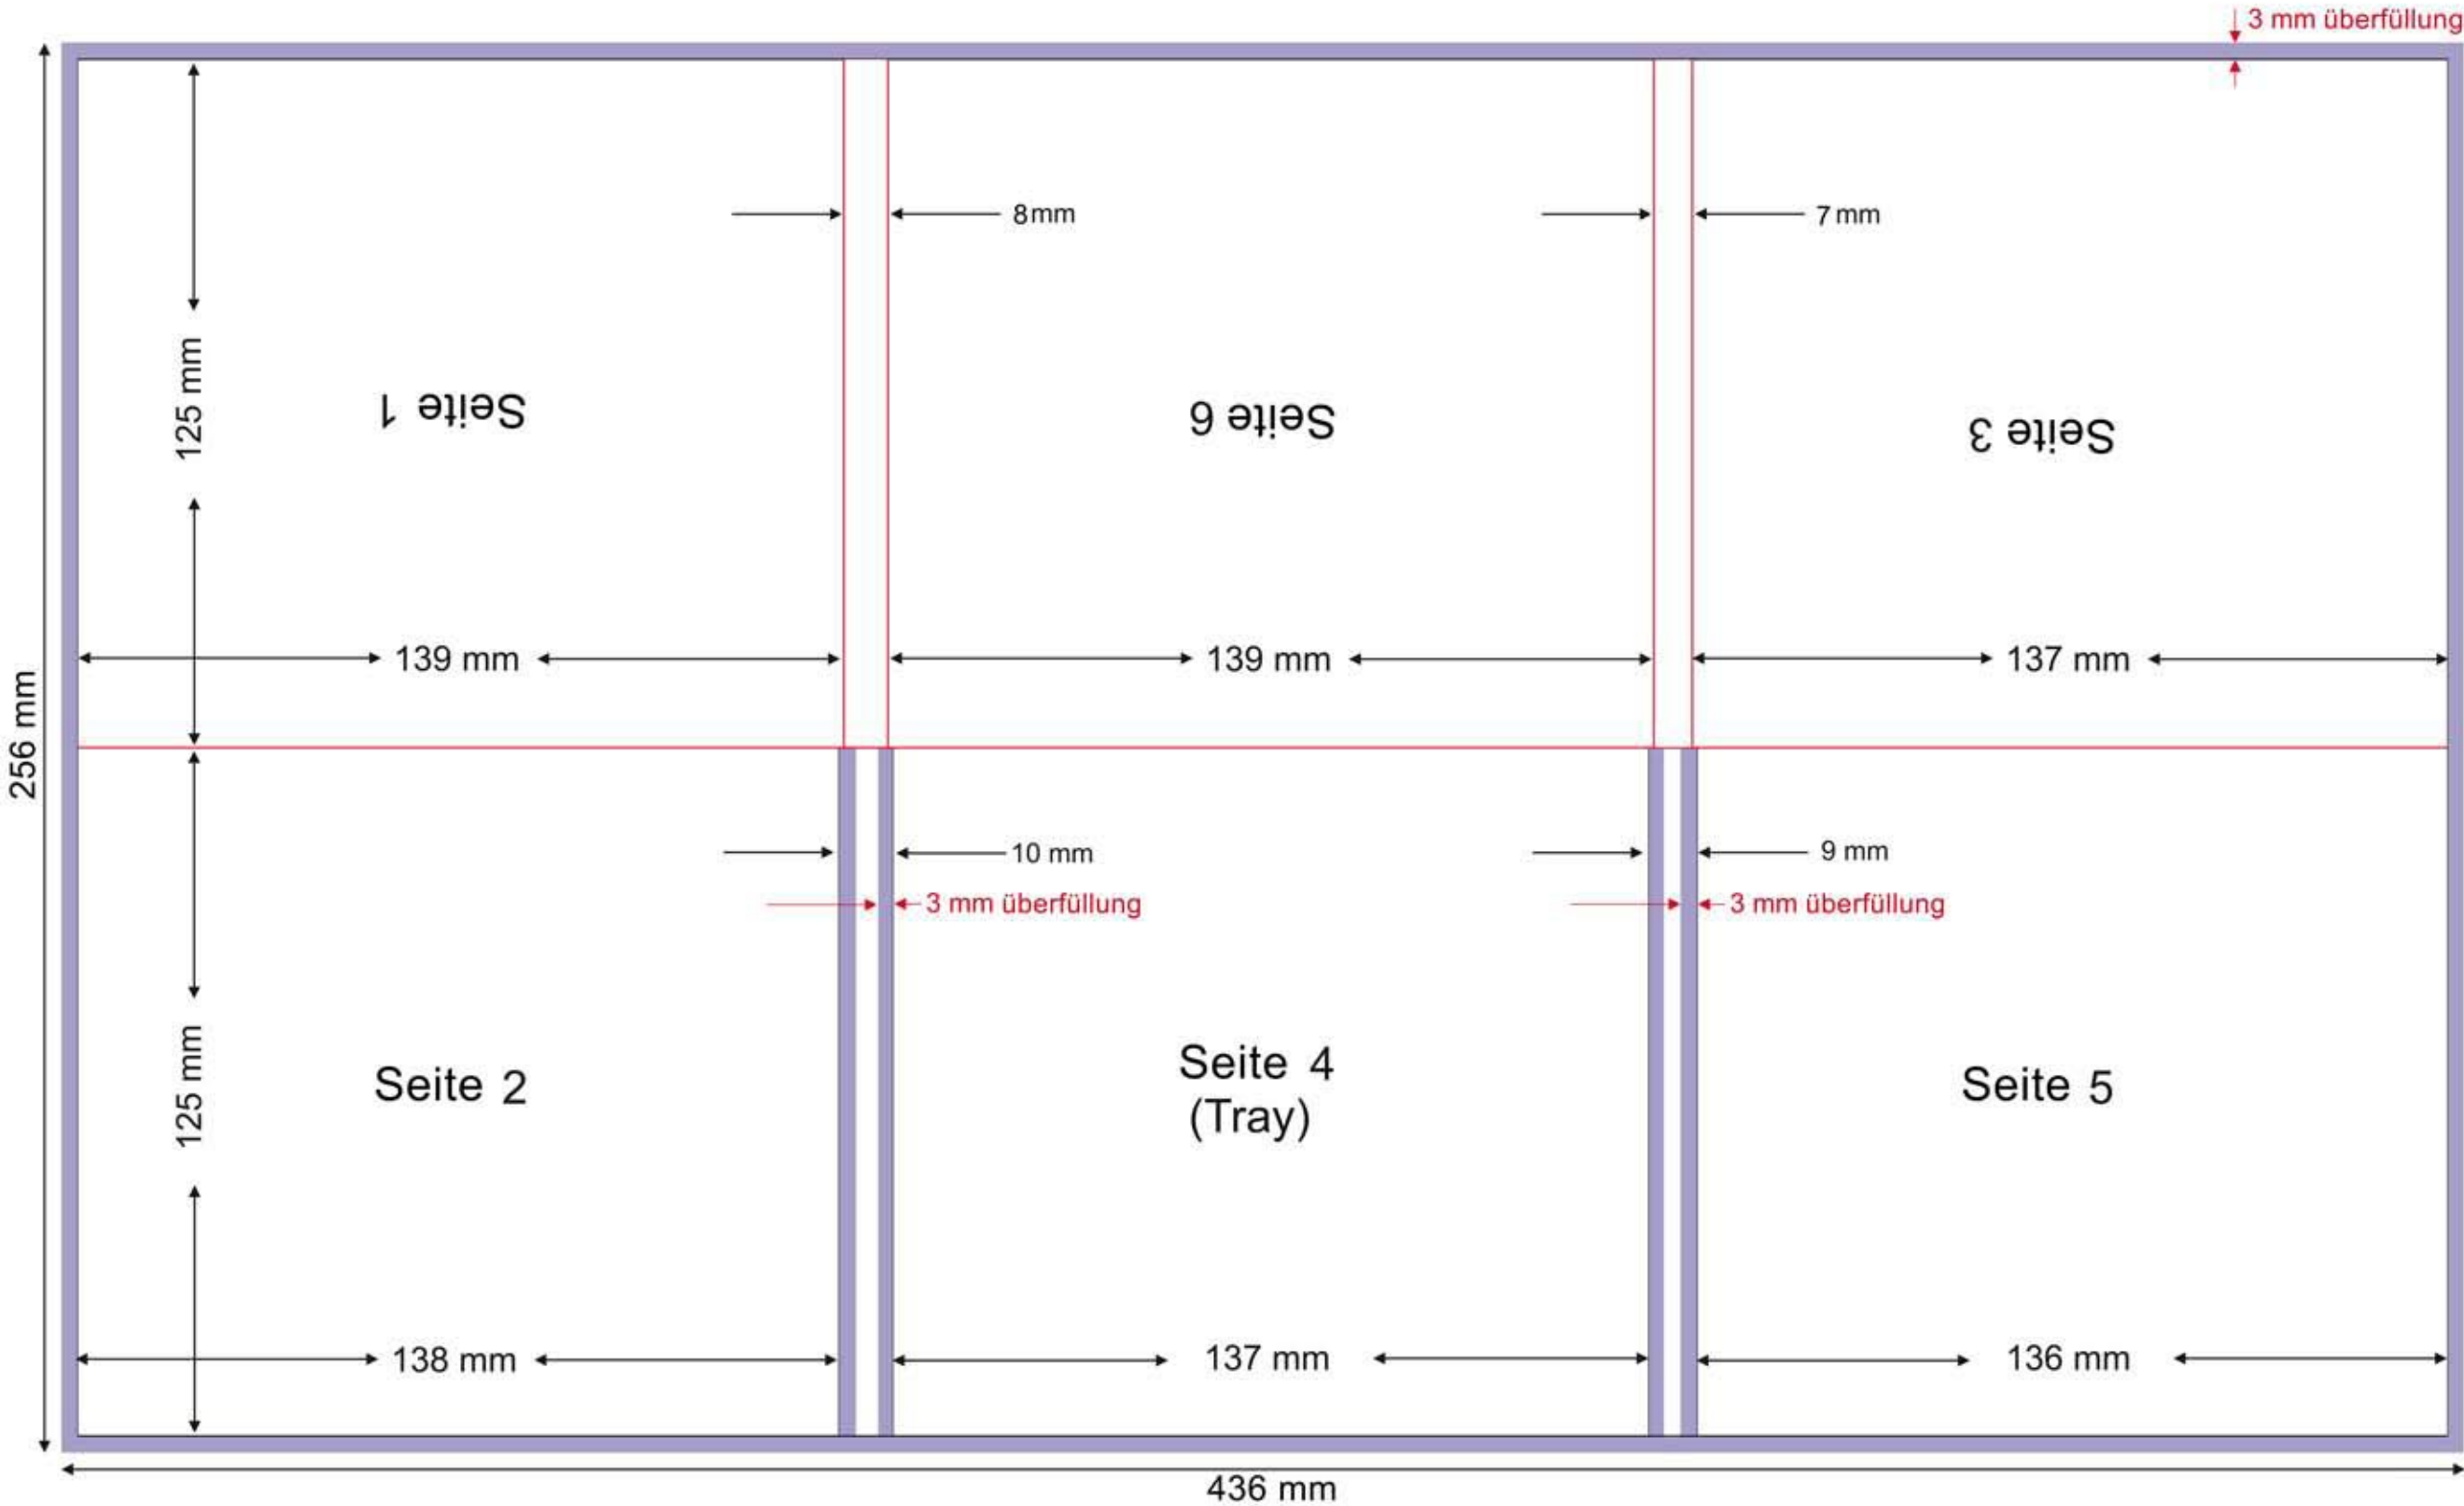 3 mm überfüllung
8mm
7 mm
125 mm
Seite 1
Seite 6
Seite 3
139 mm
139 mm
137 mm
256 mm
10 mm
9 mm
3 mm überfüllung
3 mm überfüllung
125 mm
Seite 2
Seite 4
(Tray)
Seite 5
138 mm
137 mm
136 mm
436 mm